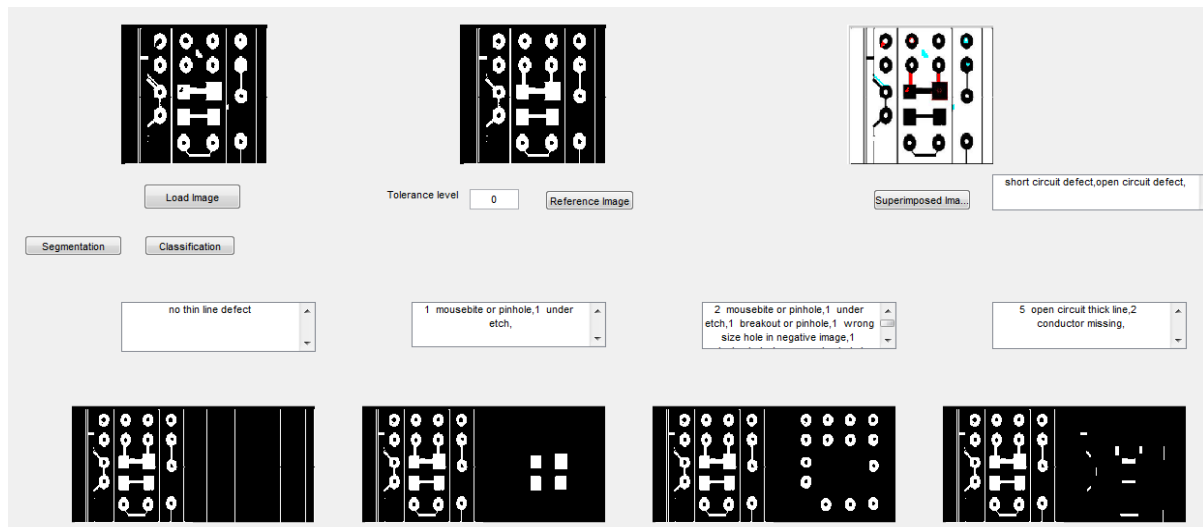 Load Image
Tolerance level
0
Reference Image
Superimposed Ima...
short circuit defect,open circuit defect,
Segmentation
Classification
no thin line defect
1 mousebite or pinhole,1 under
etch,
2 mousebite or pinhole,1 under
etch,1 breakout or pinhole,1 wrong
size hole in negative image,1
5 open circuit thick line,2
conductor missing,